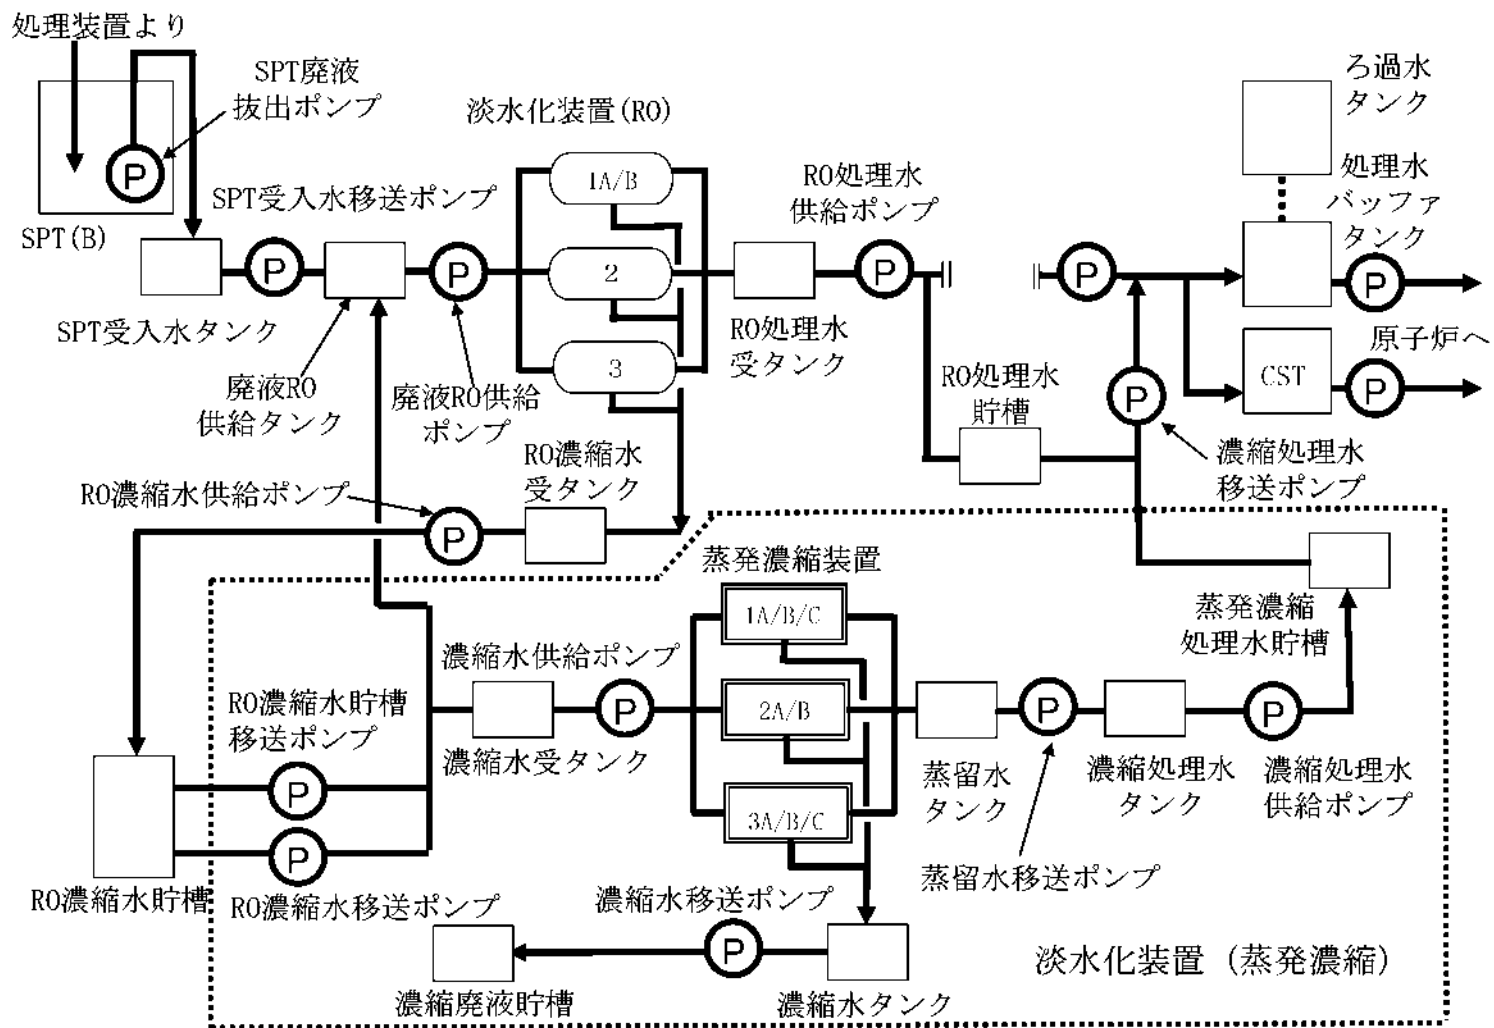 処理装置より
SPT廃液
抜出ポンプ
P
SPT(B)
淡水化装置(RO)
ろ過水
タンク
処理水
バッファ
タンク
SPT受入水移送ポンプ
1A/B
RO処理水
供給ポンプ
P
P
2
P
P
P
SPT受入水タンク
廃液RO
供給タンク
廃液RO供給
ポンプ
3
RO処理水
受タンク
原子炉へ
CST
P
P
RO処理水
貯槽
濃縮処理水
移送ポンプ
RO濃縮水
受タンク
RO濃縮水供給ポンプ
P
蒸発濃縮装置
1A/B/C
蒸発濃縮
処理水貯槽
濃縮水供給ポンプ
RO濃縮水貯槽
移送ポンプ
P
2A/B
P
P
濃縮水受タンク
蒸留水
タンク
濃縮処理水
タンク
濃縮処理水
供給ポンプ
P
3A/B/C
P
RO濃縮水貯槽
RO濃縮水移送ポンプ
濃縮水移送ポンプ
蒸留水移送ポンプ
P
濃縮廃液貯槽
濃縮水タンク
淡水化装置（蒸発濃縮）